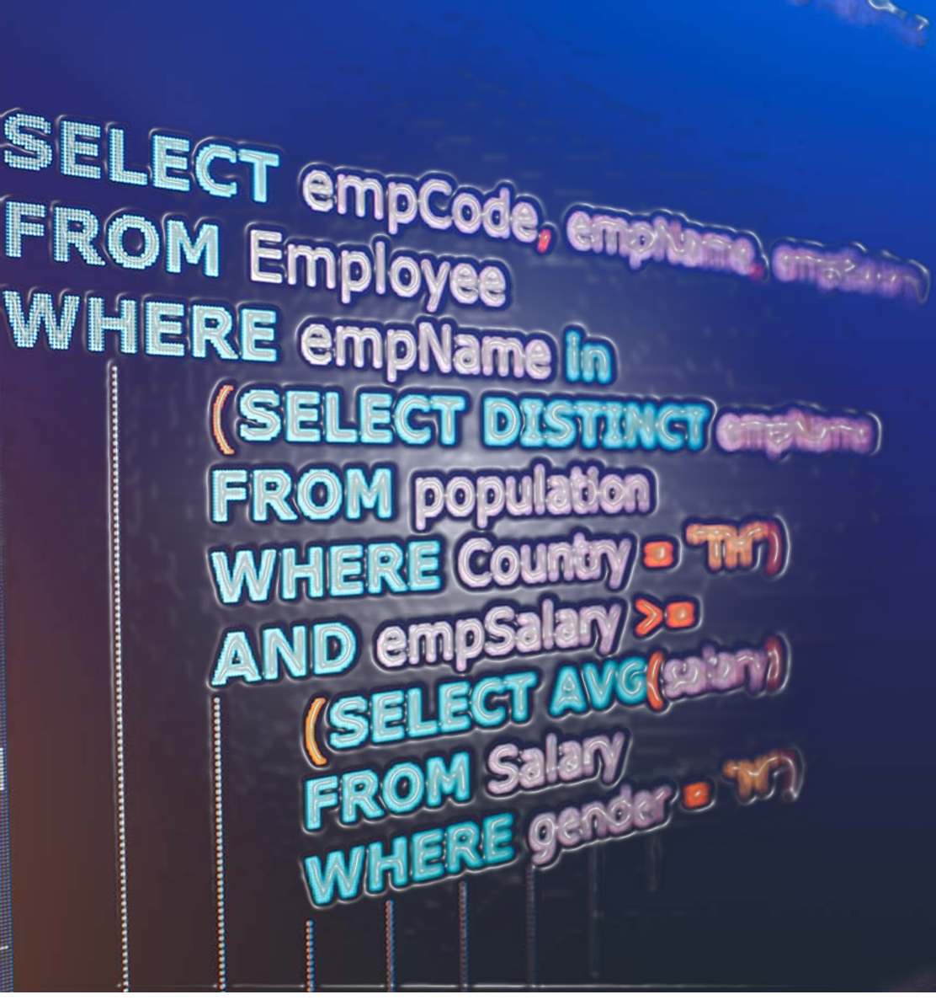 SELECT empCode, empName,
FROM Employee
WHERE empName in
(SELECT DISTINCT empName
FROM population
WHERE Country = "TH")
AND empSalary >=
(SELECT AVG(salary)
FROM Salary
WHERE gender = "M")